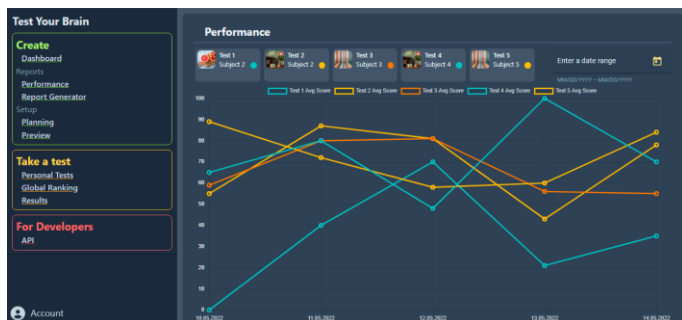 Test Your Brain
Create
Dashboard
Reports
Performance
Report Generator
Setup
Planning
Preview
Take a test
Personal Tests
Global Ranking
Results
For Developers
API
Account
Performance
Test 1
Subject 2
Test 2
Subject 2
Test 3
Subject 3
Test 4
Subject 4
Test 5
Subject 5
Enter a date range
MM/DD/YYYY – MM/DD/YYYY
Test 1 Avg Score
Test 2 Avg Score
Test 3 Avg Score
Test 4 Avg Score
Test 5 Avg Score
100
90
80
70
60
50
40
30
20
10
0
10.05.2022
11.05.2022
12.05.2022
13.05.2022
14.05.2022